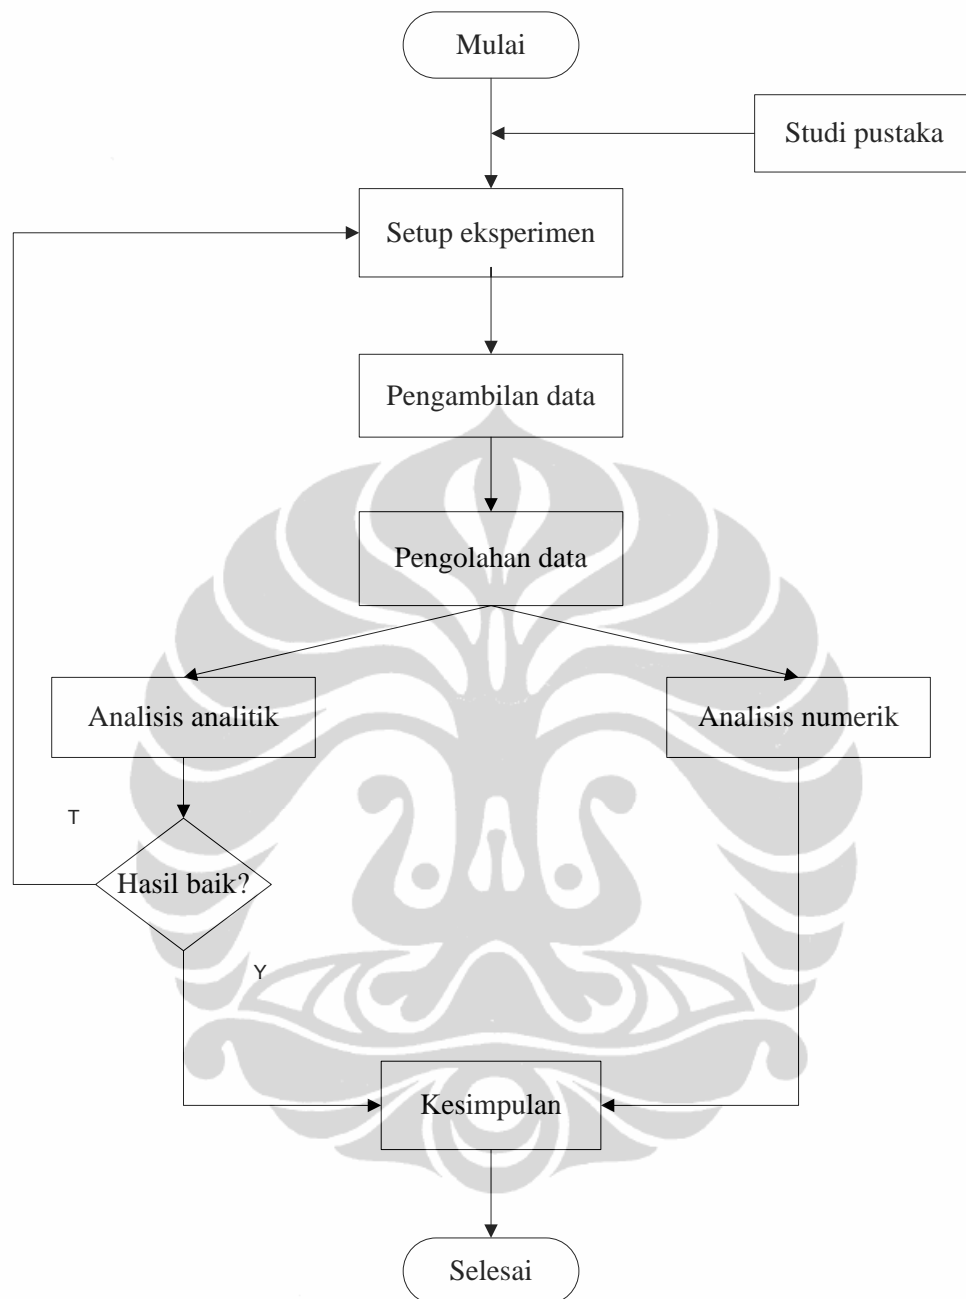 Mulai
Studi pustaka
Setup eksperimen
Pengambilan data
Pengolahan data
Analisis analitik
Analisis numerik
T
Hasil baik?
Y
Kesimpulan
Selesai